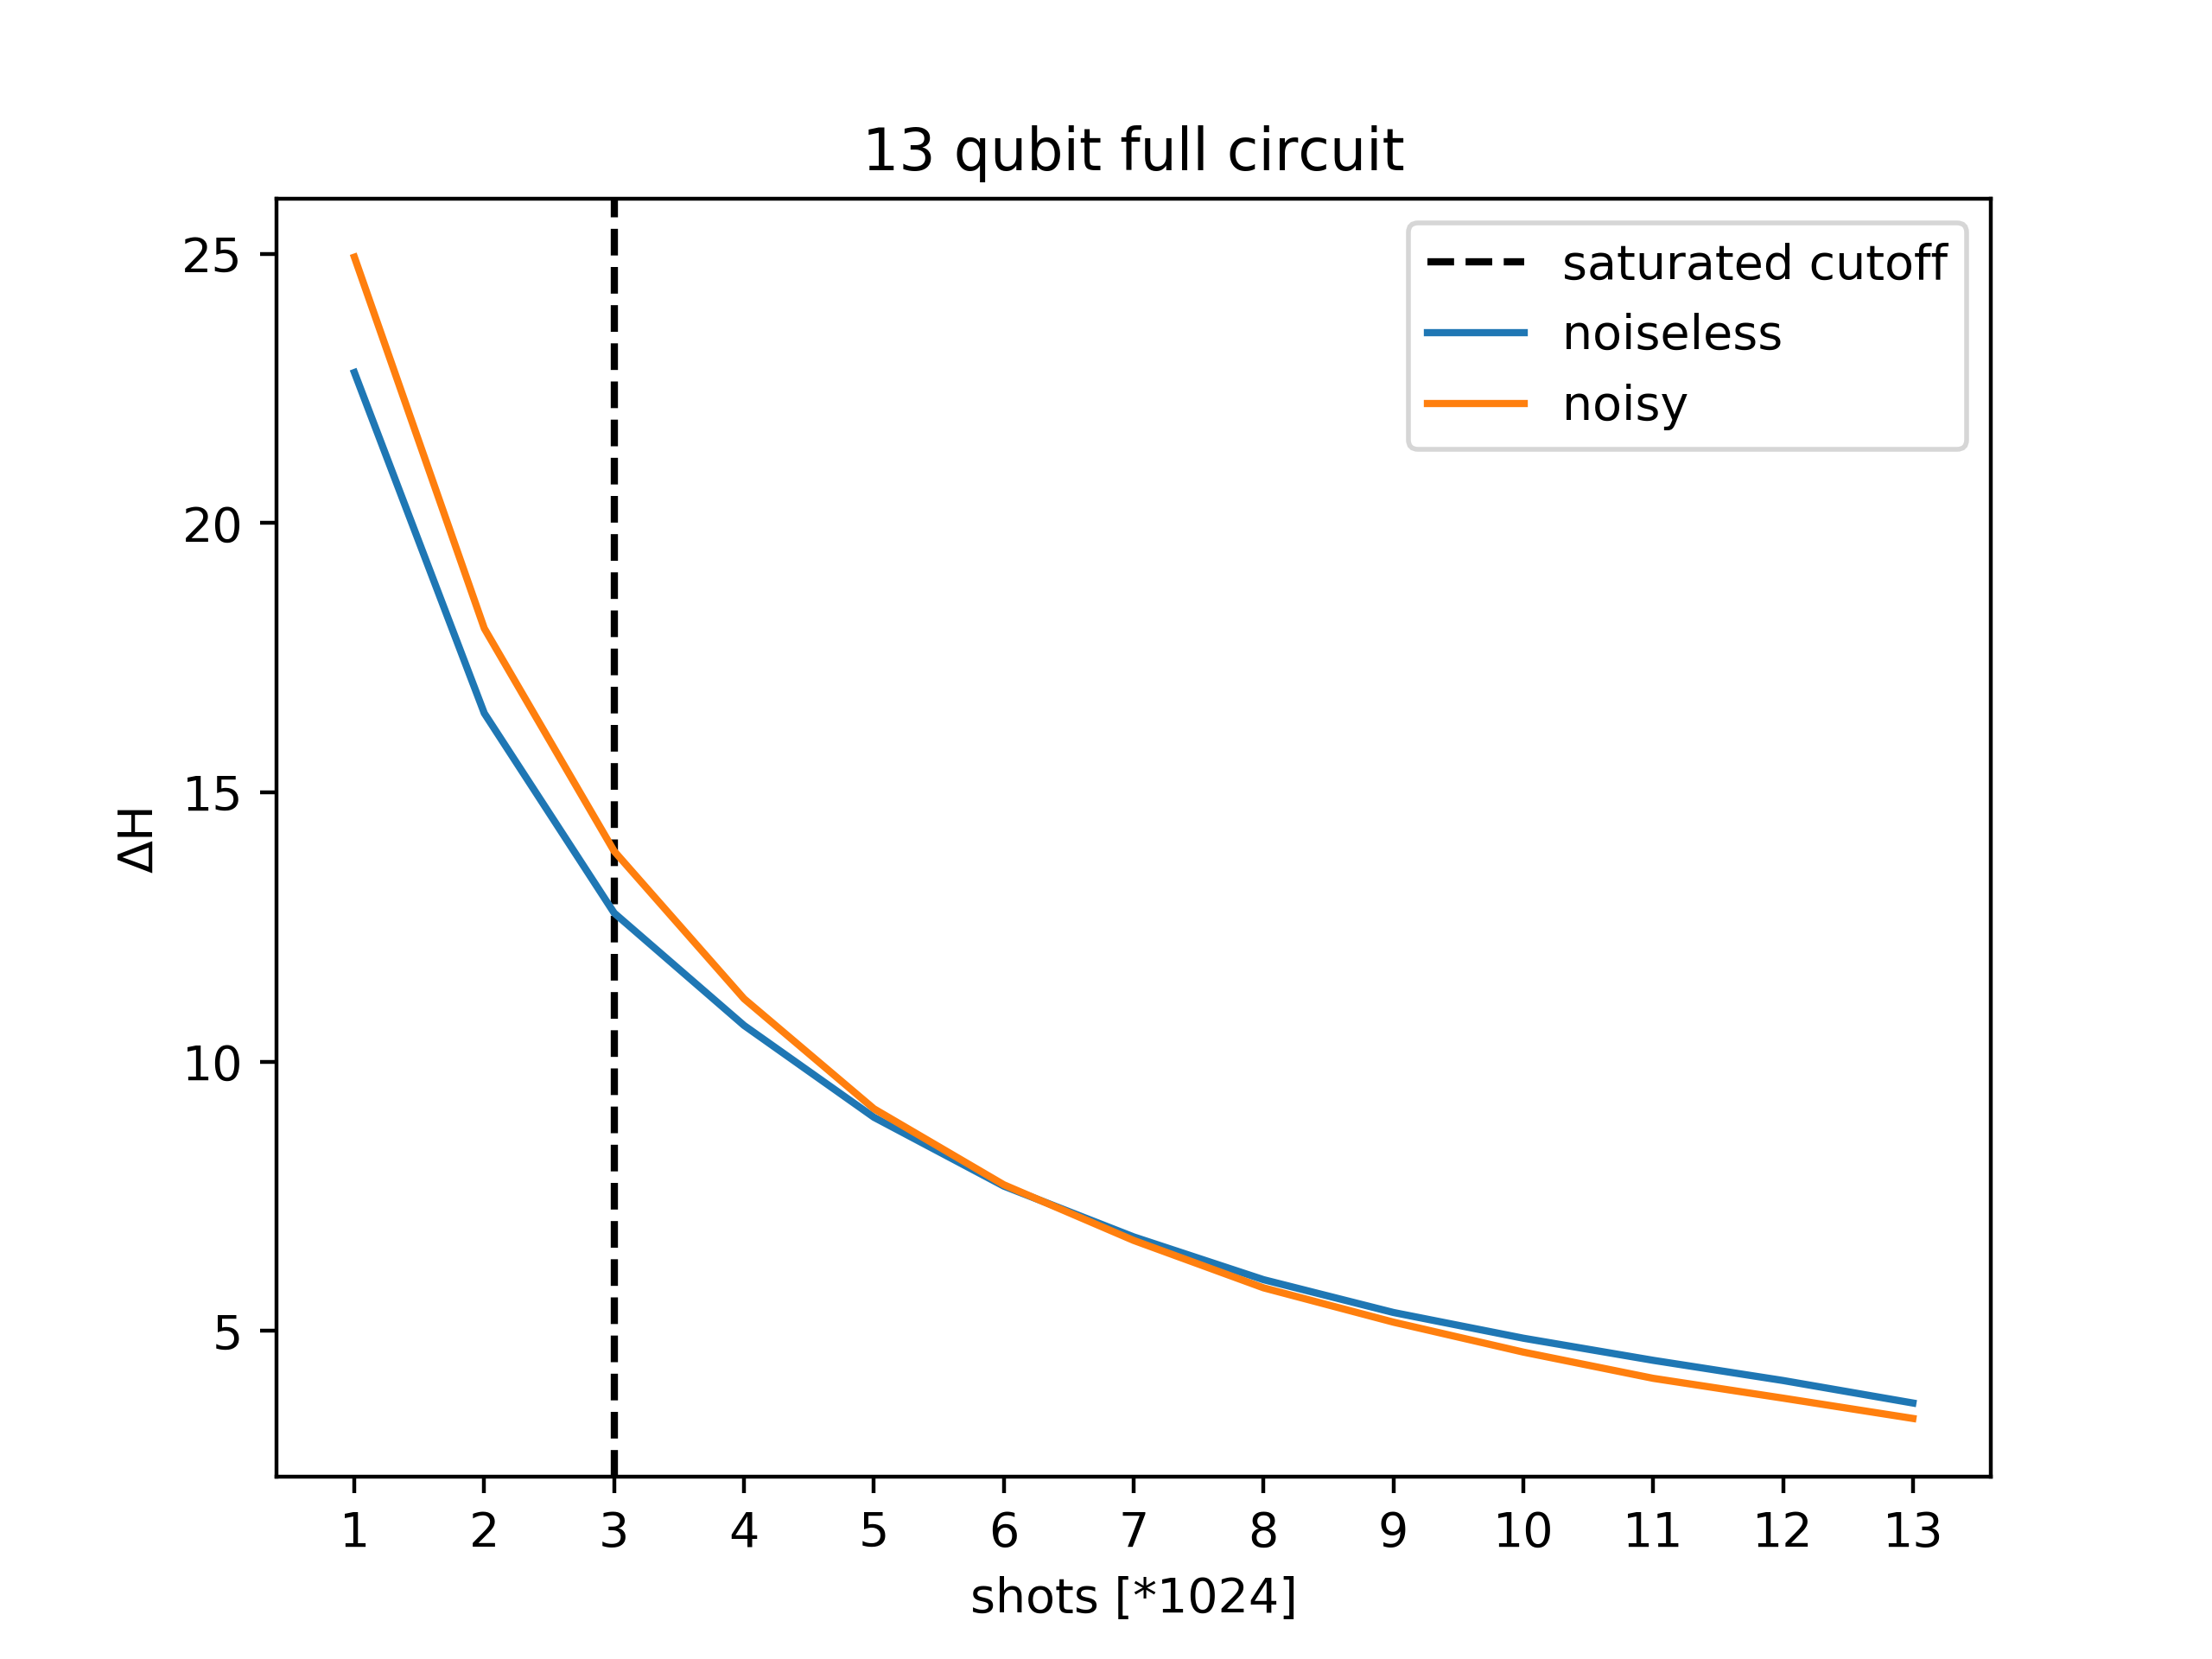 13 qubit full circuit
saturated cutoff
noiseless
noisy
25
20
15
10
5
ΔH
1 2 3 4 5 6 7 8 9 10 11 12 13
shots [*1024]